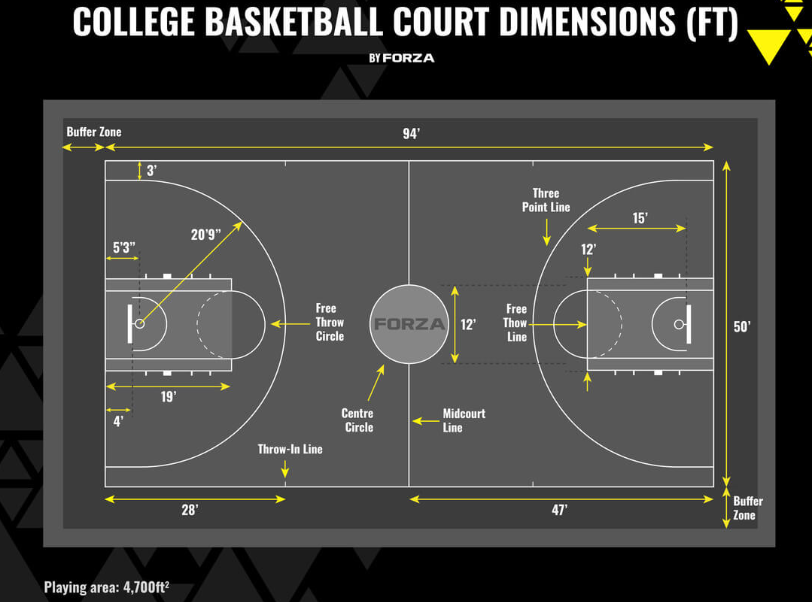 COLLEGE BASKETBALL COURT DIMENSIONS (FT)
BY FORZA
Buffer Zone
94'
3'
Three
Point Line
15'
20'9"
5'3"
12'
Free
Throw
Circle
FORZA
12'
Free
Thow
Line
50'
19'
4'
Centre
Circle
Midcourt
Line
Throw-In Line
28'
47'
Buffer
Zone
Playing area: 4,700ft²